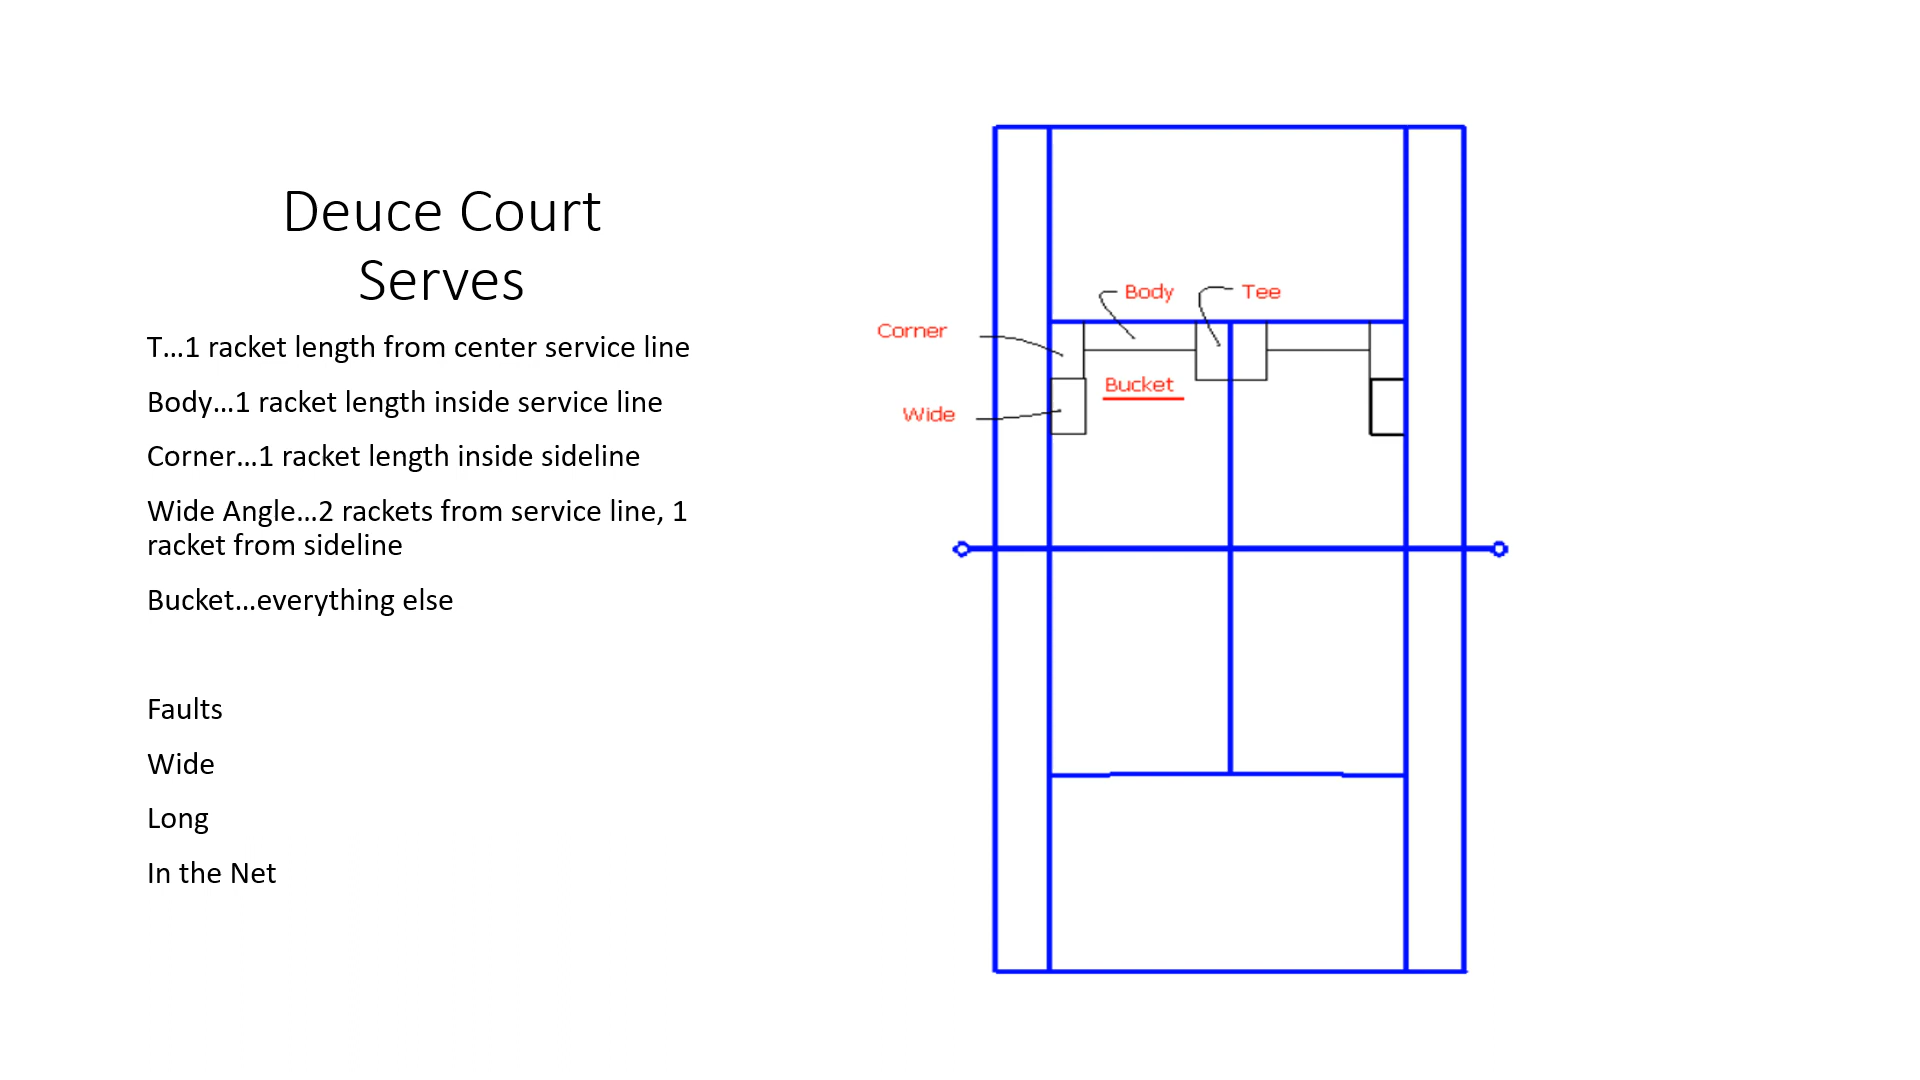 Deuce Court
Serves
T...1 racket length from center service line
Body...1 racket length inside service line
Corner...1 racket length inside sideline
Wide Angle...2 rackets from service line, 1
racket from sideline
Bucket...everything else
Faults
Wide
Long
In the Net
Body
Tee
Corner
Bucket
Wide